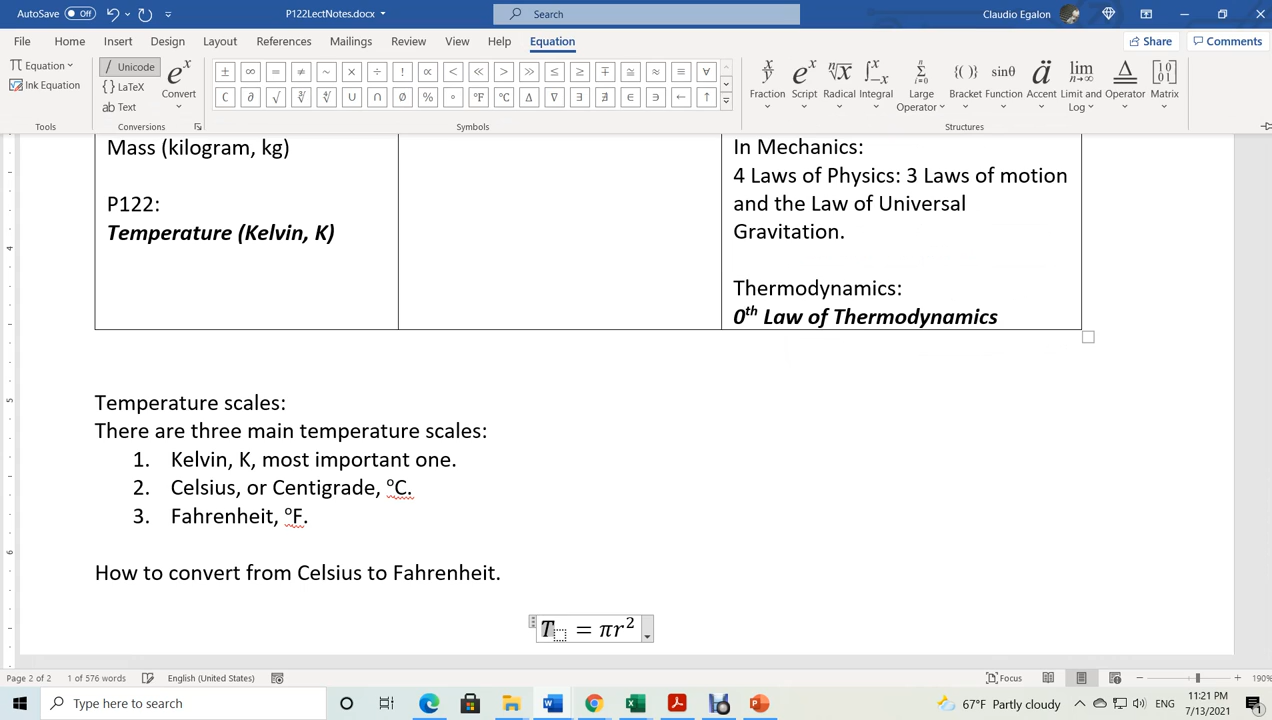 AutoSave Off P122LectNotes.docx Search Claudio Egalon
File Home Insert Draw Design Layout References Mailings Review View Help Equation Share Comments
π Equation Unicode
Ink Equation {} LaTeX
ab Text
eˣ Convert
± ∞ = ≠ ~ × ÷ ! ∝ < ≪ > ≫ ≤ ≥ ∓ ≅ ≈ ≡ ∀
∁ ∂ √ ∛ ∜ ∪ ∩ ∅ % ° °F °C ∆ ∇ ∃ ∄ ∈ ∋ ← ↑
Fraction Script Radical Integral Large Operator Bracket Function Accent Limit and Log Operator Matrix
Tools Conversions Symbols Structures
Mass (kilogram, kg)
P122:
Temperature (Kelvin, K)
In Mechanics:
4 Laws of Physics: 3 Laws of motion
and the Law of Universal
Gravitation.
Thermodynamics:
0th Law of Thermodynamics
Temperature scales:
There are three main temperature scales:
1. Kelvin, K, most important one.
2. Celsius, or Centigrade, °C.
3. Fahrenheit, °F.
How to convert from Celsius to Fahrenheit.
T = πr²
Page 2 of 2 1 of 576 words English (United States) Focus 190%
Type here to search 67°F Partly cloudy ENG 11:21 PM
7/13/2021